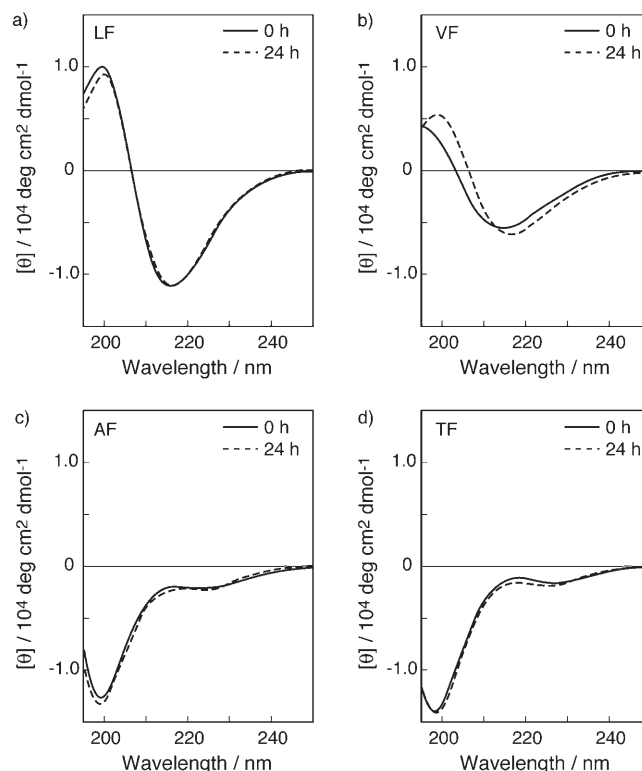 a)
LF
0 h
24 h
1.0
0
-1.0
[θ] / 10⁴ deg cm² dmol⁻¹
200
220
240
Wavelength / nm
b)
VF
0 h
24 h
1.0
0
-1.0
[θ] / 10⁴ deg cm² dmol⁻¹
200
220
240
Wavelength / nm
c)
AF
0 h
24 h
1.0
0
-1.0
[θ] / 10⁴ deg cm² dmol⁻¹
200
220
240
Wavelength / nm
d)
TF
0 h
24 h
1.0
0
-1.0
[θ] / 10⁴ deg cm² dmol⁻¹
200
220
240
Wavelength / nm